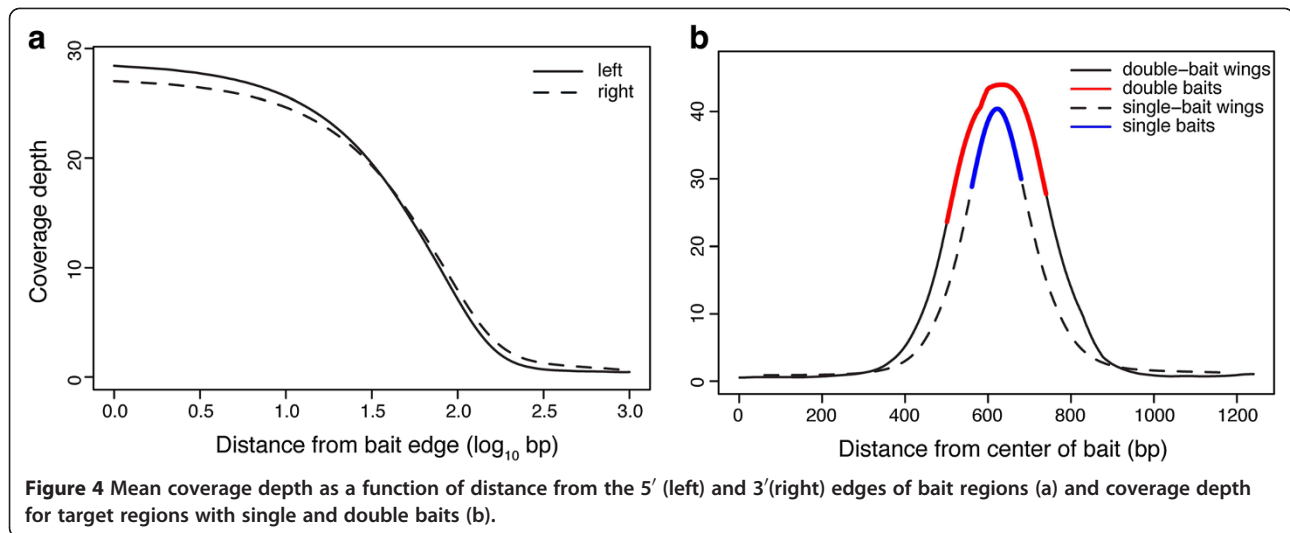 a
30
20
10
0
Coverage depth
left
right
0.0 0.5 1.0 1.5 2.0 2.5 3.0
Distance from bait edge (log10 bp)
b
40
30
20
10
0
double–bait wings
double baits
single–bait wings
single baits
0 200 400 600 800 1000 1200
Distance from center of bait (bp)
Figure 4 Mean coverage depth as a function of distance from the 5′ (left) and 3′(right) edges of bait regions (a) and coverage depth
for target regions with single and double baits (b).